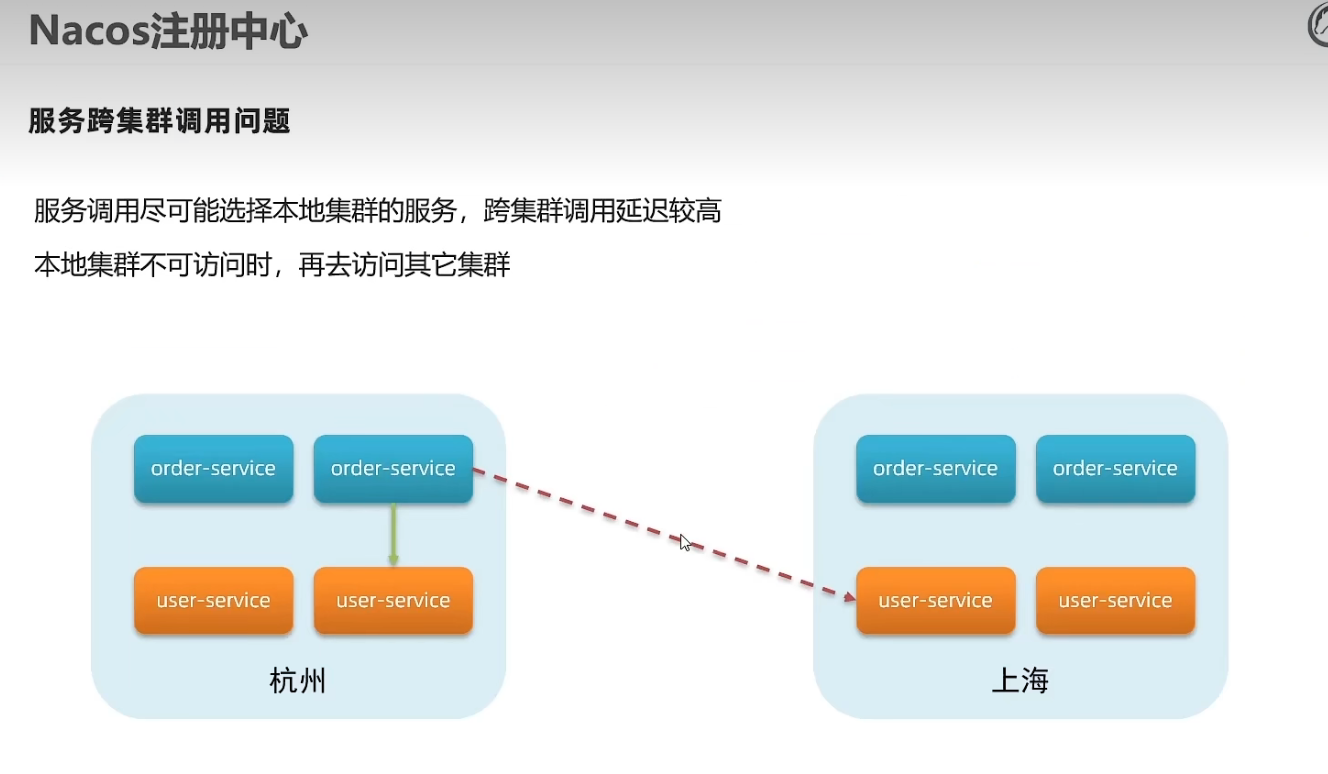 Nacos注册中心
服务跨集群调用问题
服务调用尽可能选择本地集群的服务，跨集群调用延迟较高
本地集群不可访问时，再去访问其它集群
order-service order-service order-service order-service
user-service user-service user-service user-service
杭州 上海